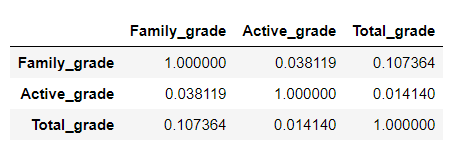 Family_grade Active_grade Total_grade
Family_grade 1.000000 0.038119 0.107364
Active_grade 0.038119 1.000000 0.014140
Total_grade 0.107364 0.014140 1.000000